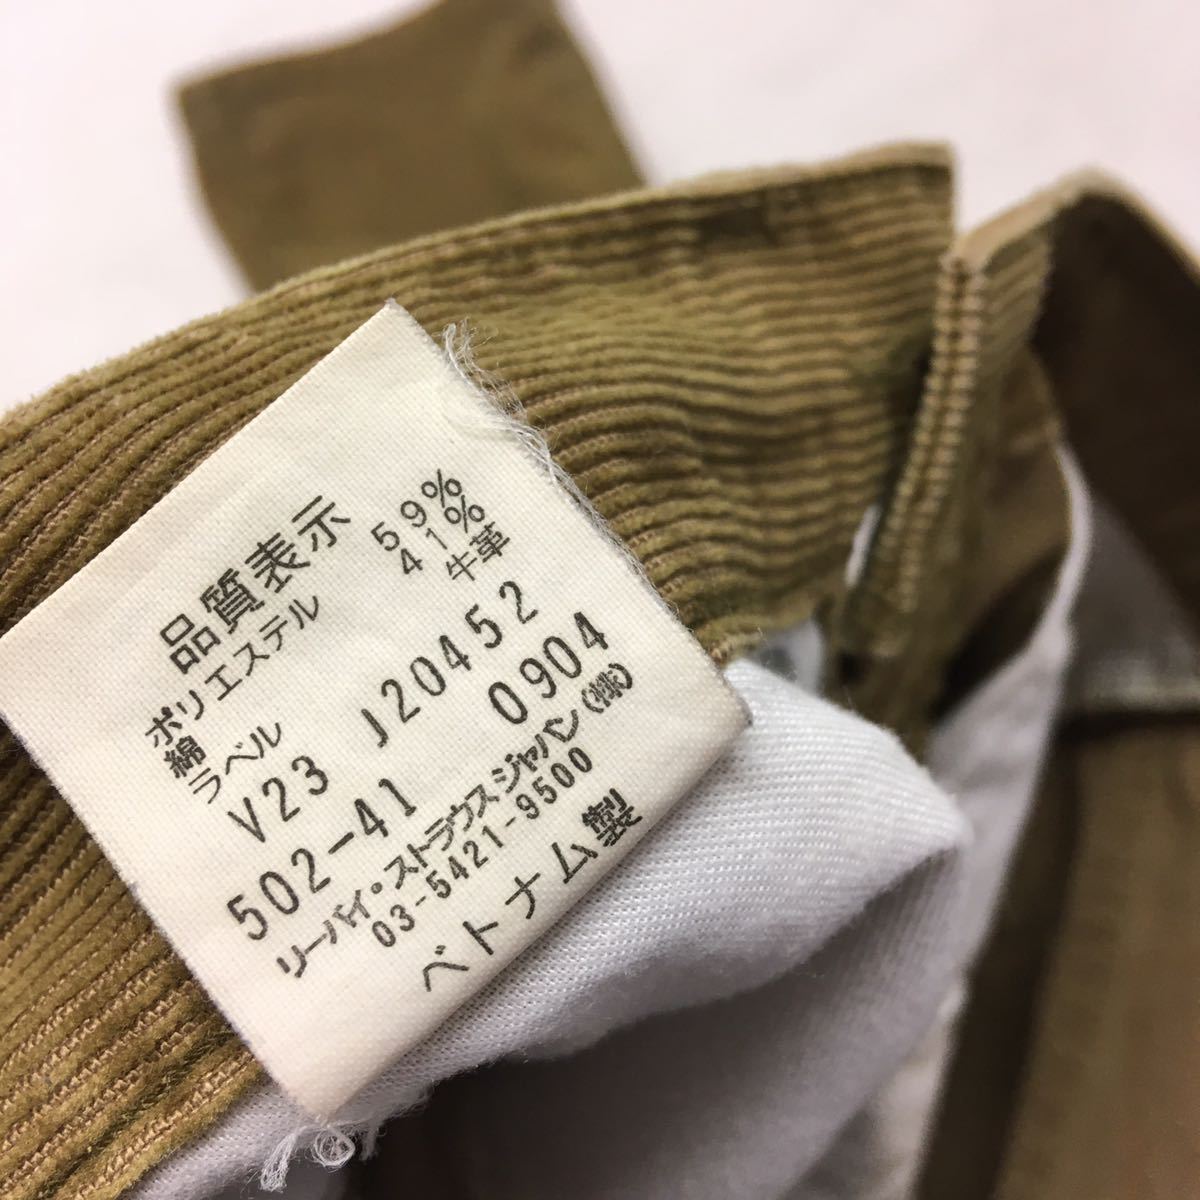 品質表示
ポリエステル 59%
綿 41%
ラベル 牛革
V23 J20452
502-41 0904
リーバイ・ストラウスジャパン(株)
03-5421-9500
ベトナム製